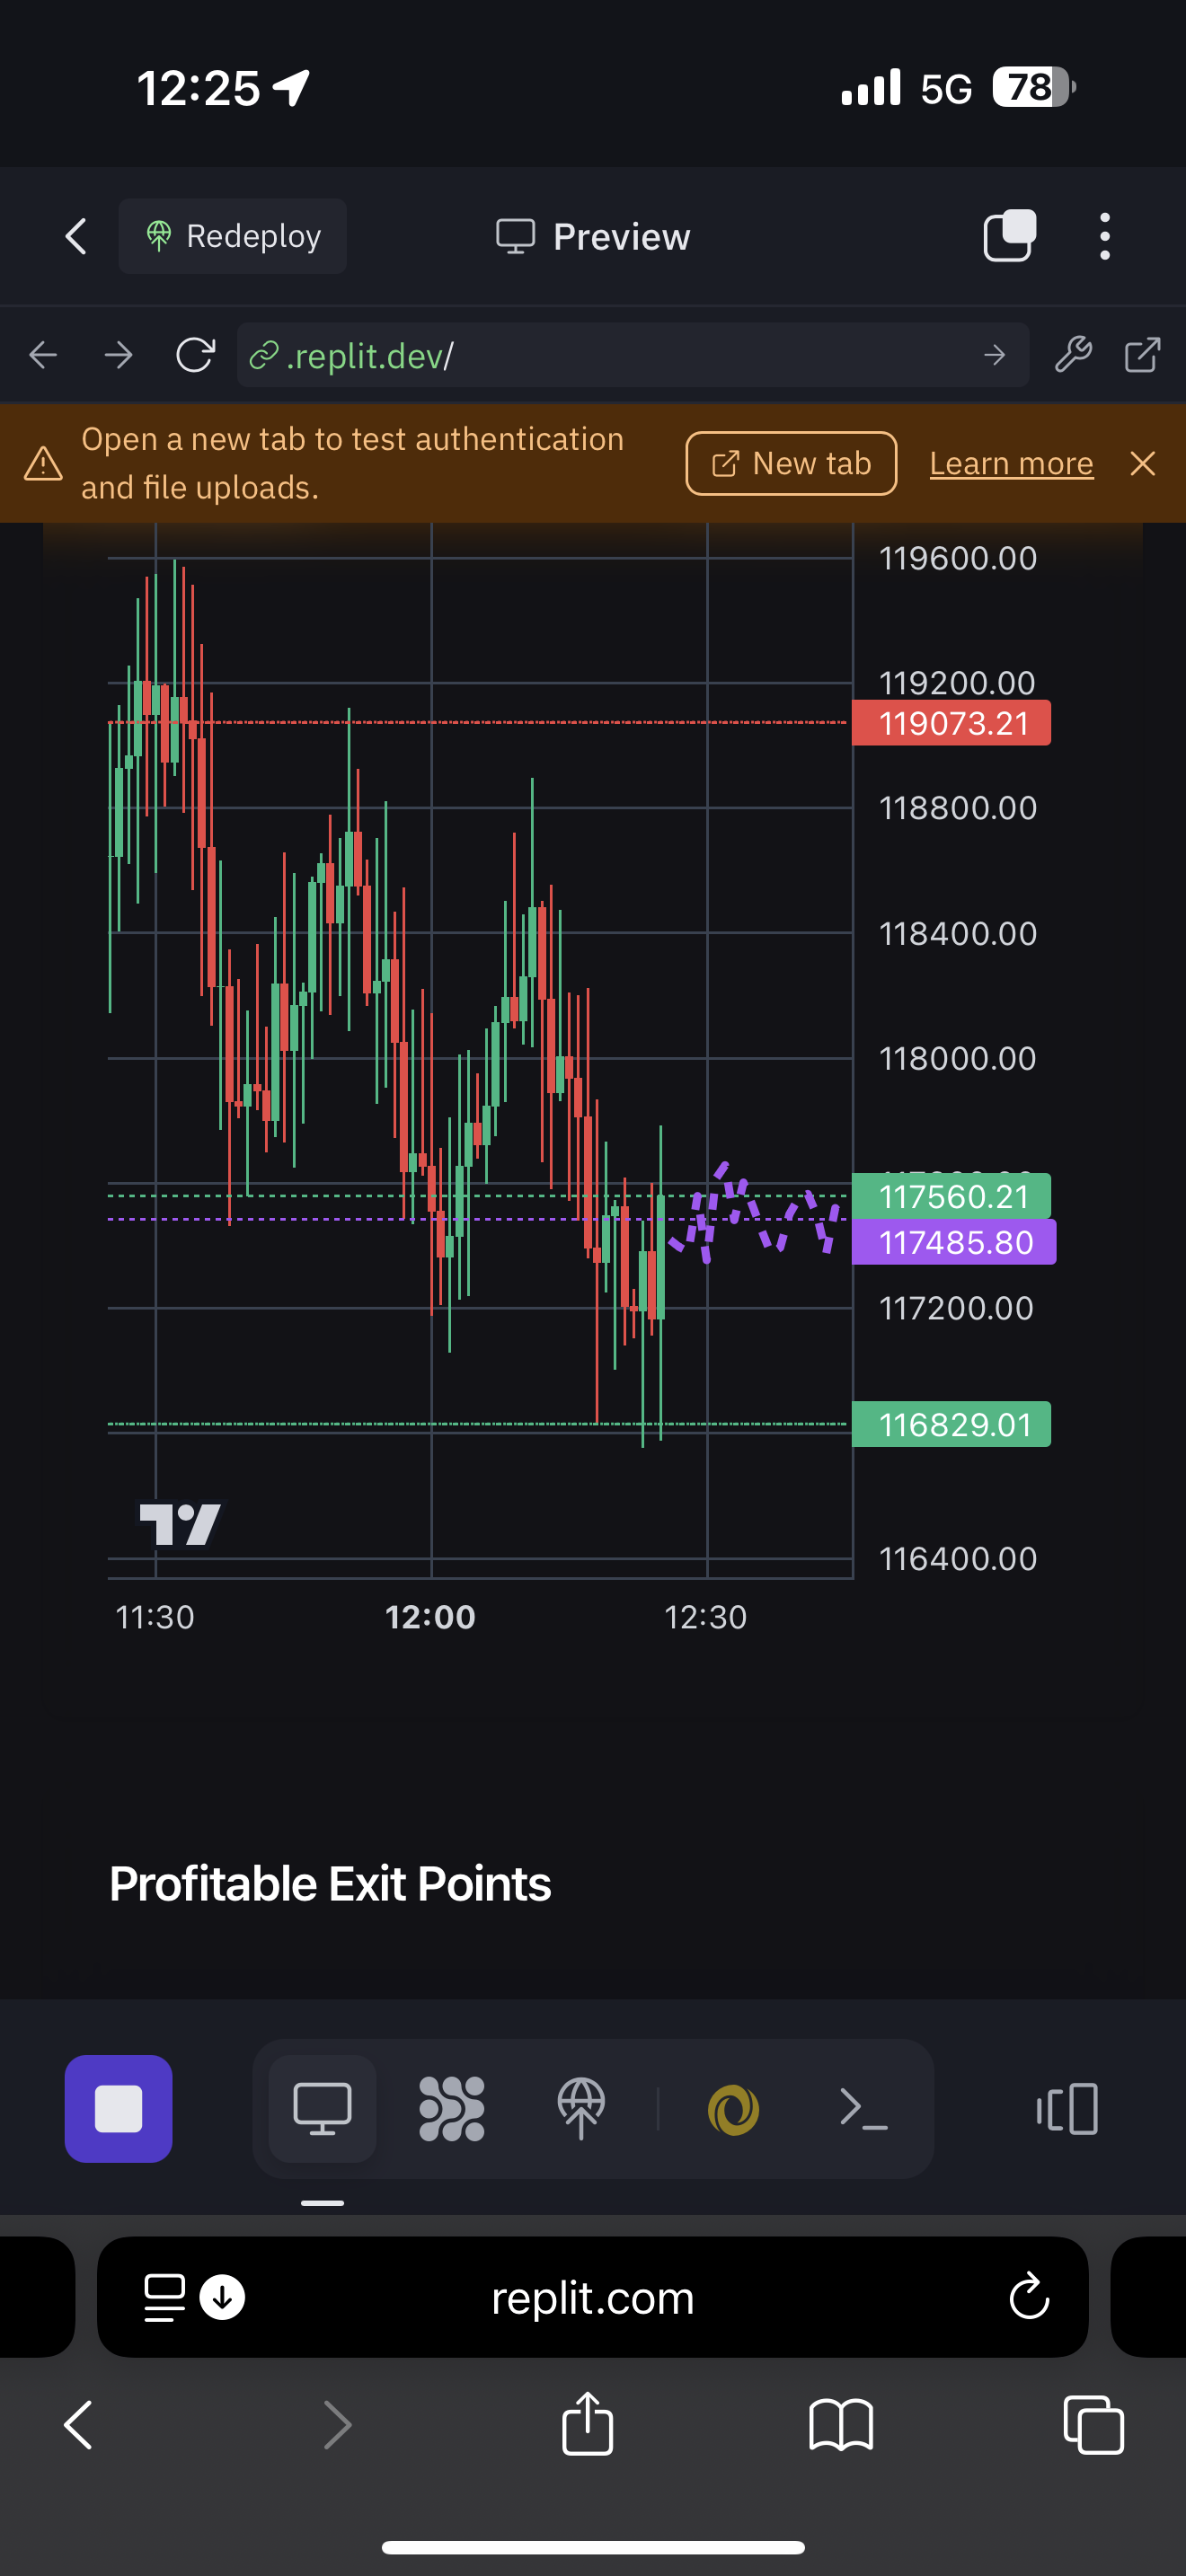 12:25
5G
78
Redeploy
Preview
.replit.dev/
Open a new tab to test authentication
and file uploads.
New tab
Learn more
119600.00
119200.00
119073.21
118800.00
118400.00
118000.00
117560.21
117485.80
117200.00
116829.01
116400.00
11:30
12:00
12:30
Profitable Exit Points
replit.com